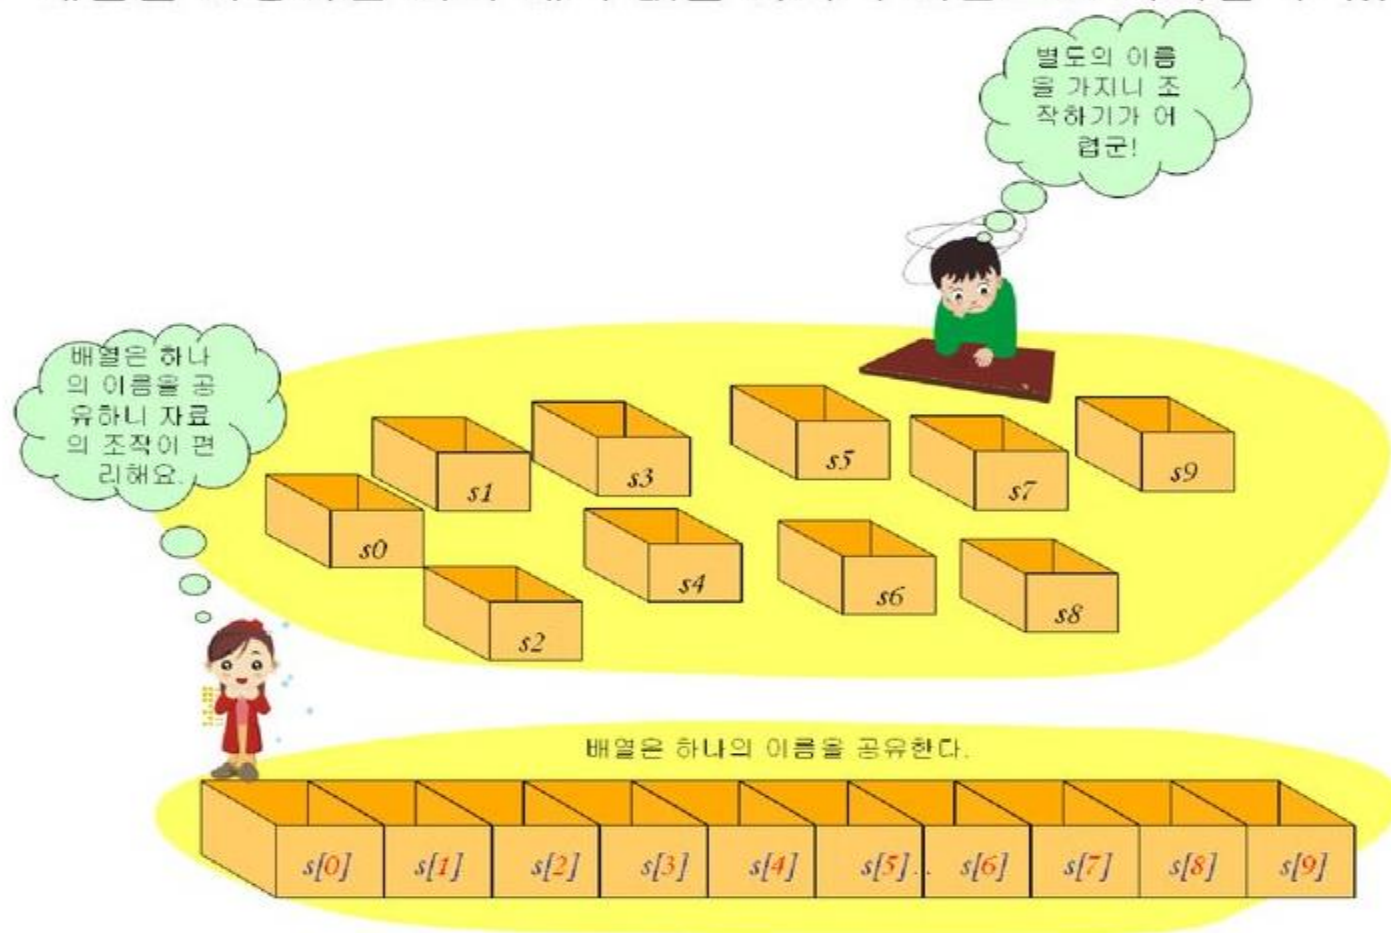 별도의 이름
을 가지니 조
작하기가 어
렵군!
배열은 하나
의 이름을 공
유하니 자료
의 조작이 편
리해요.
s5
s9
s3
s7
s1
s0
s4
s6
s8
s2
배열은 하나의 이름을 공유한다.
s[0] s[1] s[2] s[3] s[4] s[5].. s[6] s[7] s[8] s[9]